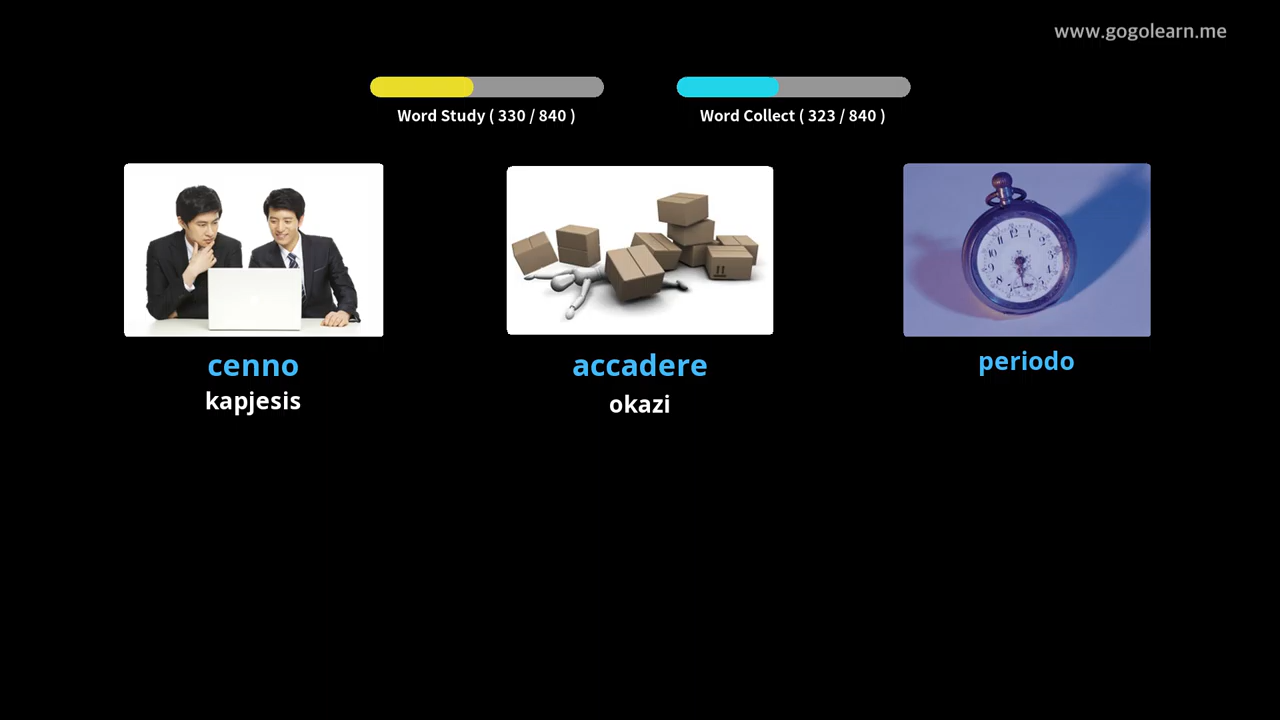 www.gogolearn.me
Word Study ( 330 / 840 )
Word Collect ( 323 / 840 )
cenno
kapjesis
accadere
okazi
periodo